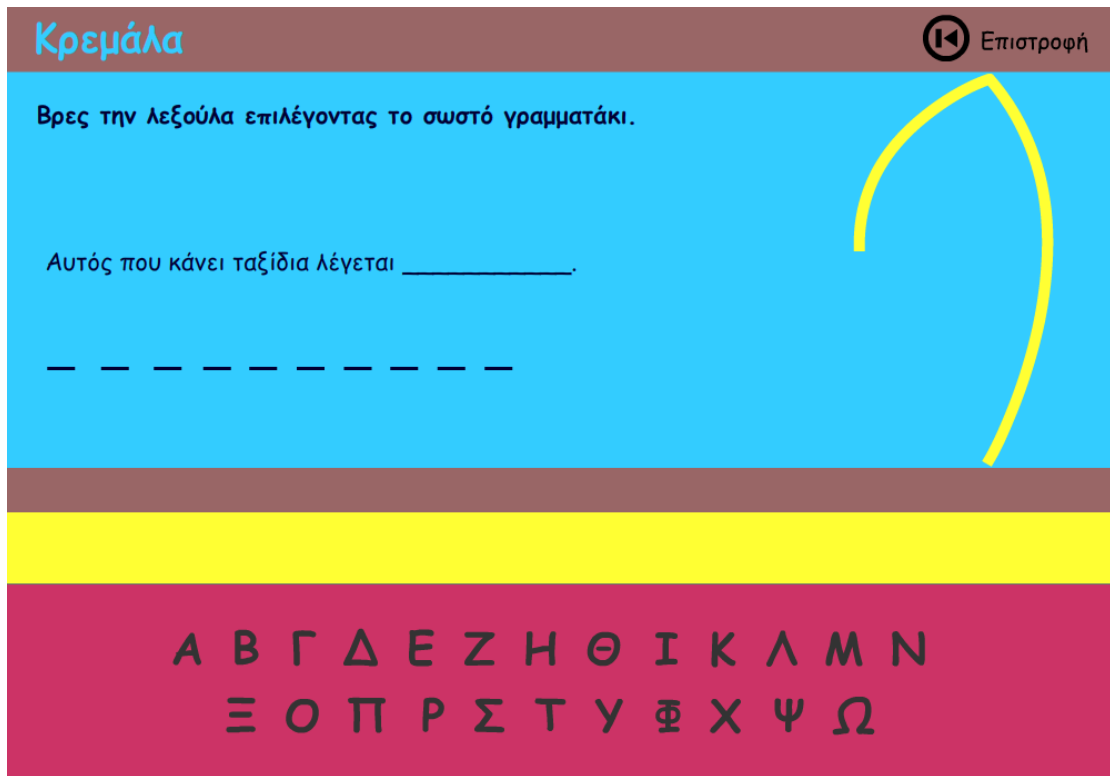 Κρεμάλα
Επιστροφή
Βρες την λεξούλα επιλέγοντας το σωστό γραμματάκι.
Αυτός που κάνει ταξίδια λέγεται ___________.
_ _ _ _ _ _ _ _ _ _
Α Β Γ Δ Ε Ζ Η Θ Ι Κ Λ Μ Ν
Ξ Ο Π Ρ Σ Τ Υ Φ Χ Ψ Ω